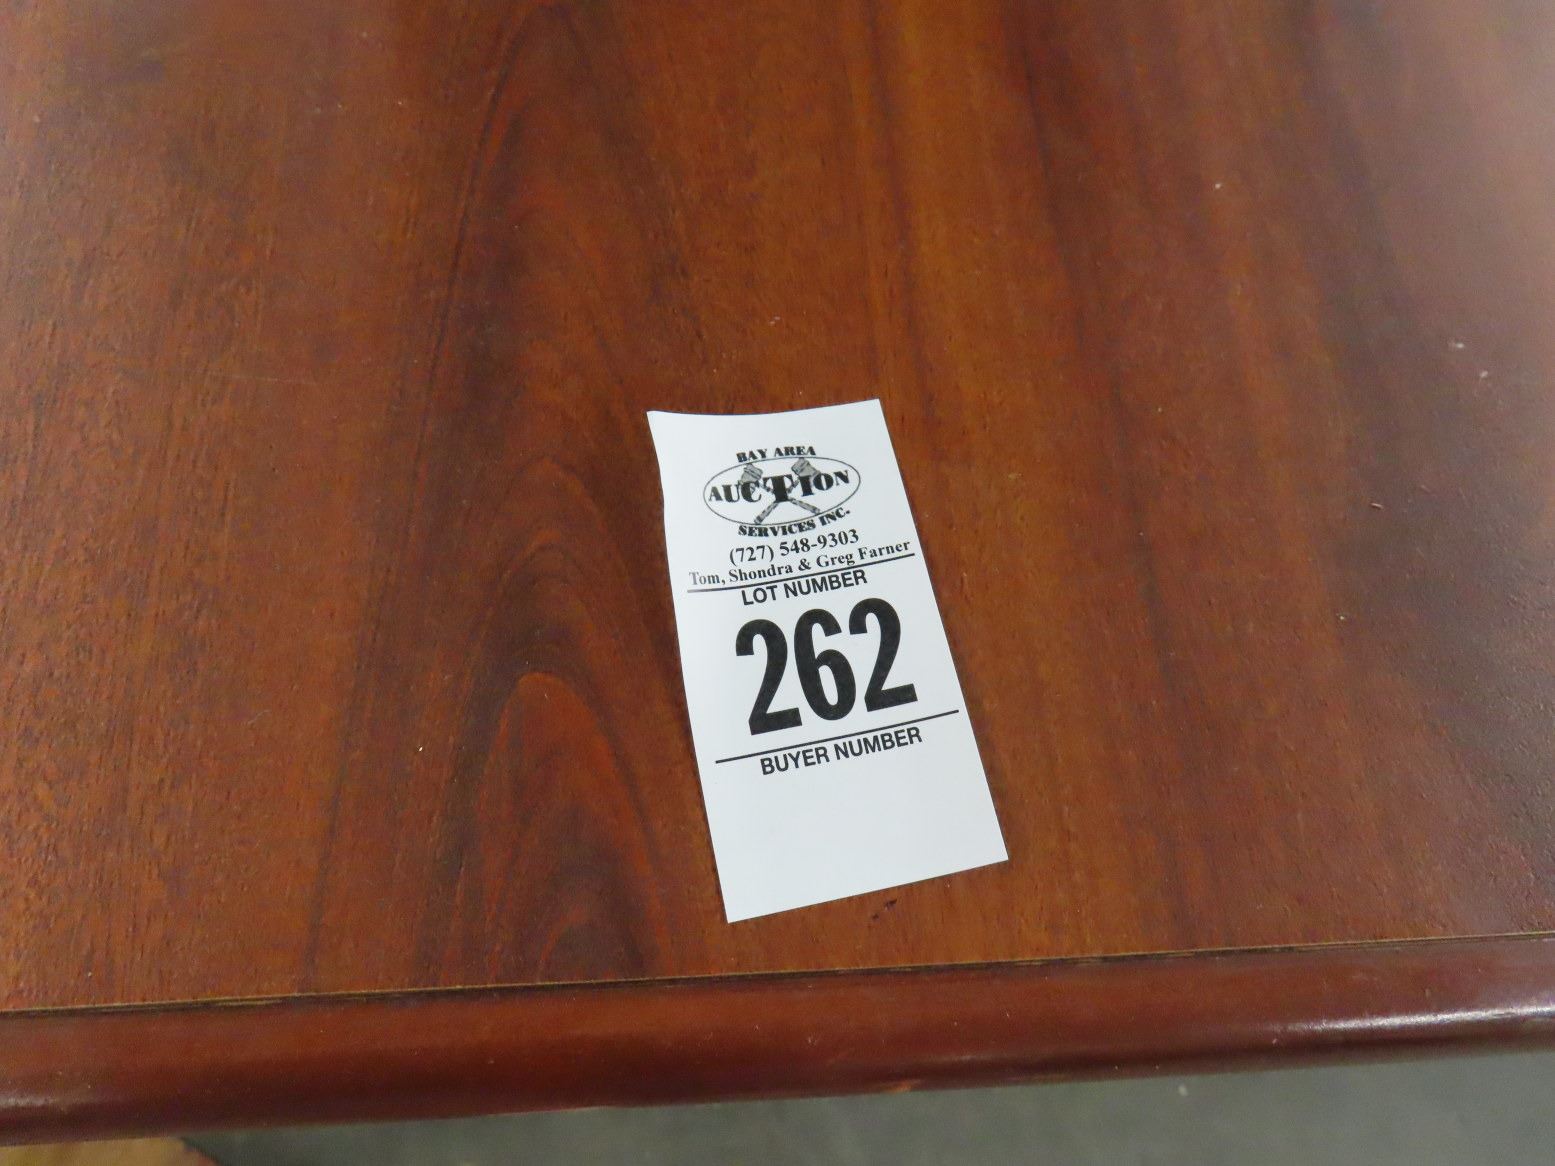 BAY AREA
AUCTION
SERVICES INC.
(727) 548-9303
Tom, Shondra & Greg Farner
LOT NUMBER
262
BUYER NUMBER